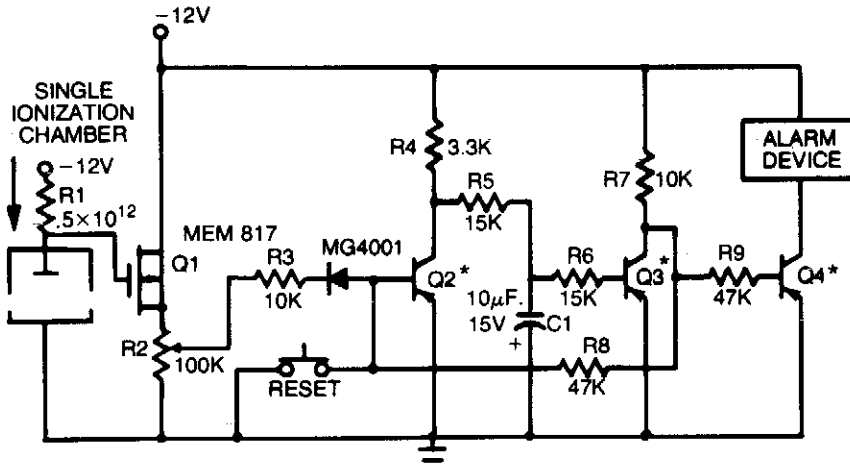 -12V
SINGLE
IONIZATION
CHAMBER
-12V
R1
.5×10¹²
MEM 817
Q1
R2
100K
R3
10K
MG4001
RESET
R4
3.3K
R5
15K
Q2*
10µF.
15V
C1
+
R6
15K
R7
10K
Q3*
R8
47K
R9
47K
Q4*
ALARM
DEVICE